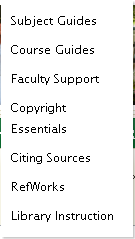 Subject Guides
Course Guides
Faculty Support
Copyright
Essentials
Citing Sources
RefWorks
Library Instruction